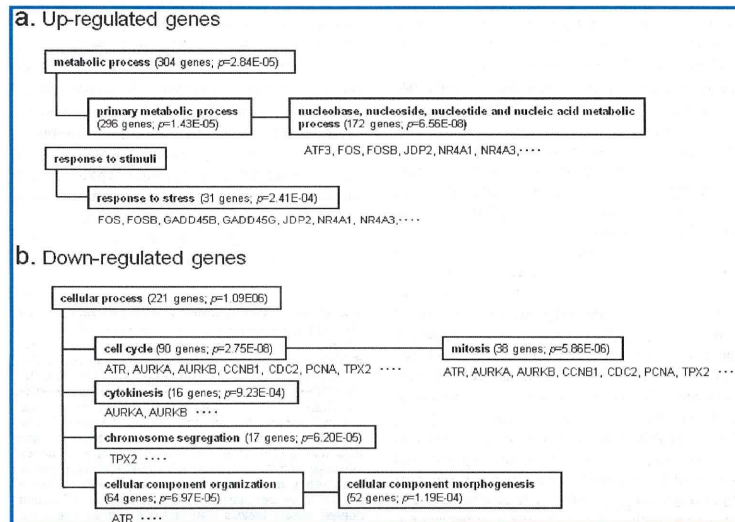 a. Up-regulated genes
metabolic process (304 genes; p=2.84E-05)
primary metabolic process
(296 genes; p=1.43E-05)
nucleobase, nucleoside, nucleotide and nucleic acid metabolic
process (172 genes; p=6.56E-08)
ATF3, FOS, FOSB, JDP2, NR4A1, NR4A3,····
response to stimuli
response to stress (31 genes; p=2.41E-04)
FOS, FOSB, GADD45B, GADD45G, JDP2, NR4A1, NR4A3,····
b. Down-regulated genes
cellular process (221 genes; p=1.09E06)
cell cycle (90 genes; p=2.75E-08)
mitosis (38 genes; p=5.86E-06)
ATR, AURKA, AURKB, CCNB1, CDC2, PCNA, TPX2 ····
ATR, AURKA, AURKB, CCNB1, CDC2, PCNA, TPX2 ····
cytokinesis (16 genes; p=9.23E-04)
AURKA, AURKB ····
chromosome segregation (17 genes; p=6.20E-05)
TPX2 ····
cellular component organization
(64 genes; p=6.97E-05)
cellular component morphogenesis
(52 genes; p=1.19E-04)
ATR ····